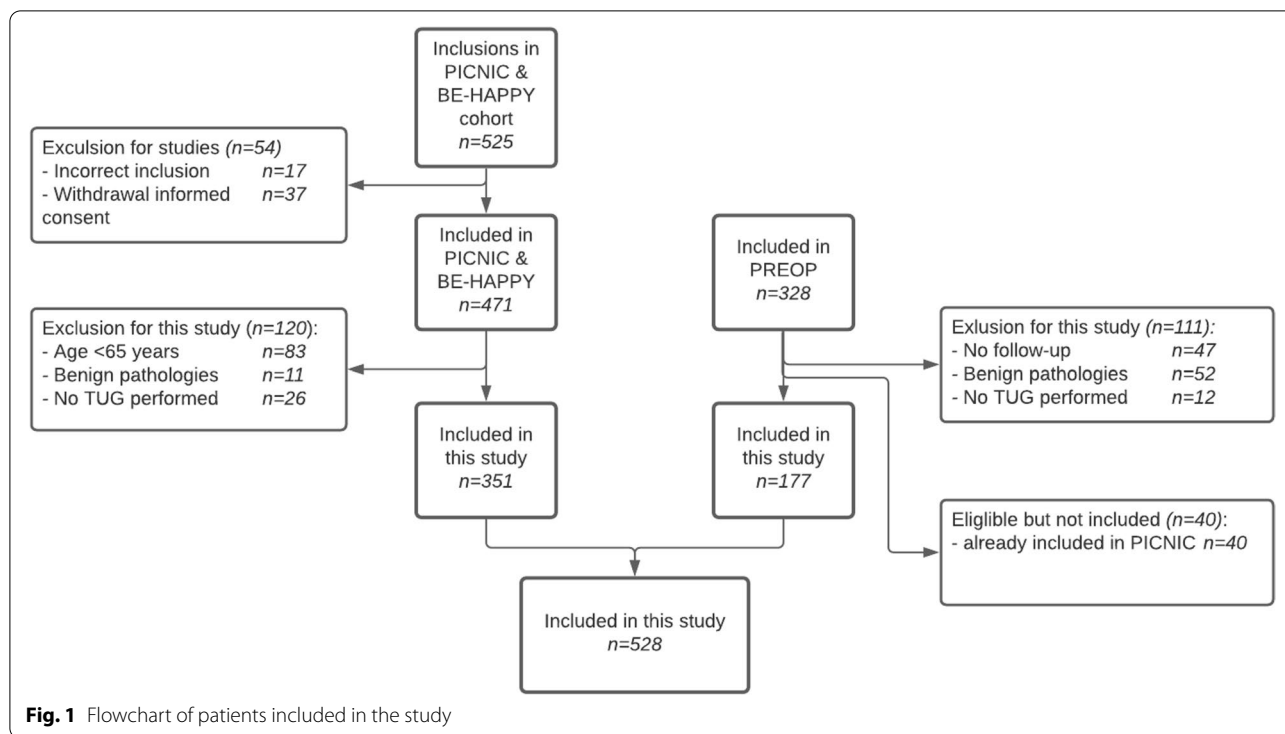 Inclusions in
PICNIC &
BE-HAPPY
cohort
n=525
Exculsion for studies (n=54)
- Incorrect inclusion n=17
- Withdrawal informed n=37
consent
Included in
PICNIC &
BE-HAPPY
n=471
Included in
PREOP
n=328
Exclusion for this study (n=120):
- Age <65 years n=83
- Benign pathologies n=11
- No TUG performed n=26
Exlusion for this study (n=111):
- No follow-up n=47
- Benign pathologies n=52
- No TUG performed n=12
Included in
this study
n=351
Included in
this study
n=177
Eliglible but not included (n=40):
- already included in PICNIC n=40
Included in this study
n=528
Fig. 1 Flowchart of patients included in the study